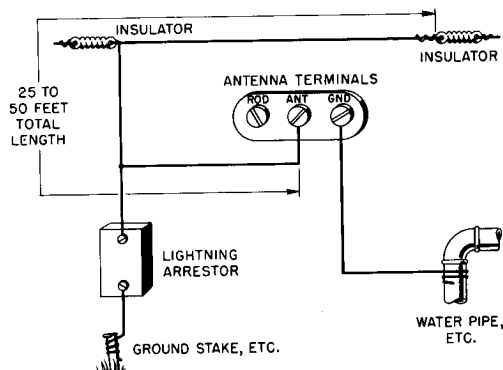 INSULATOR
INSULATOR
ANTENNA TERMINALS
ROD ANT GND
25 TO
50 FEET
TOTAL
LENGTH
LIGHTNING
ARRESTOR
WATER PIPE,
ETC.
GROUND STAKE, ETC.